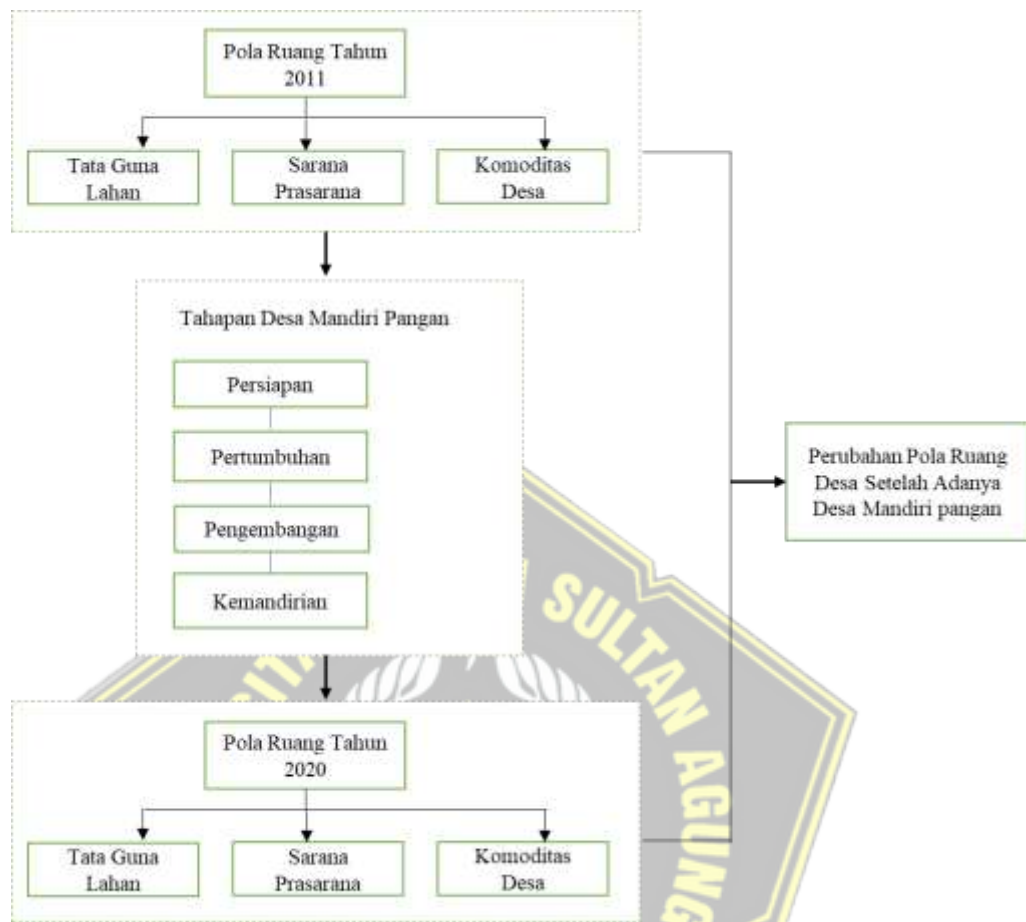 Pola Ruang Tahun
2011
Tata Guna
Lahan
Sarana
Prasarana
Komoditas
Desa
Tahapan Desa Mandiri Pangan
Persiapan
Pertumbuhan
Pengembangan
Kemandirian
Perubahan Pola Ruang
Desa Setelah Adanya
Desa Mandiri pangan
SULTAN AGUNG
Pola Ruang Tahun
2020
Tata Guna
Lahan
Sarana
Prasarana
Komoditas
Desa